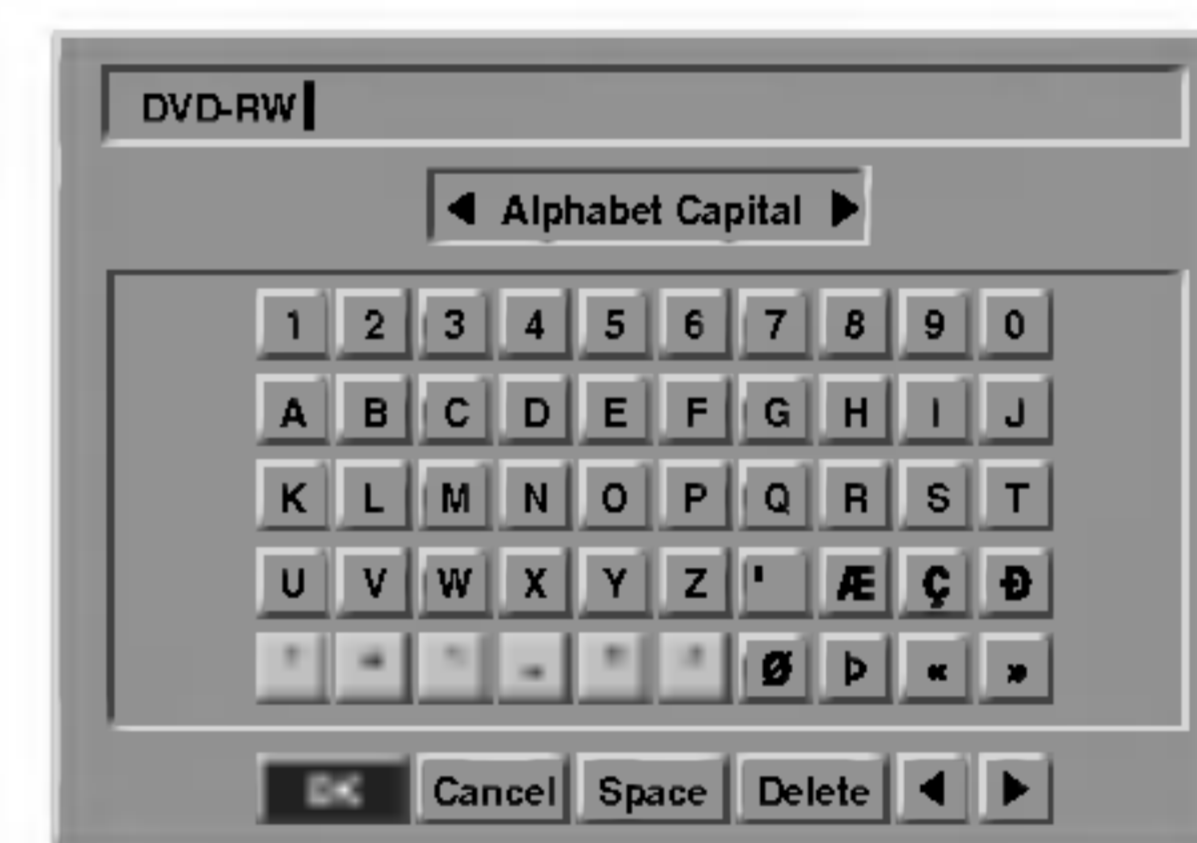 DVD-RW
◀ Alphabet Capital ▶
1 2 3 4 5 6 7 8 9 0
A B C D E F G H I J
K L M N O P Q R S T
U V W X Y Z ' Æ Ç Ð
Ø Þ « »
Cancel Space Delete ◀ ▶